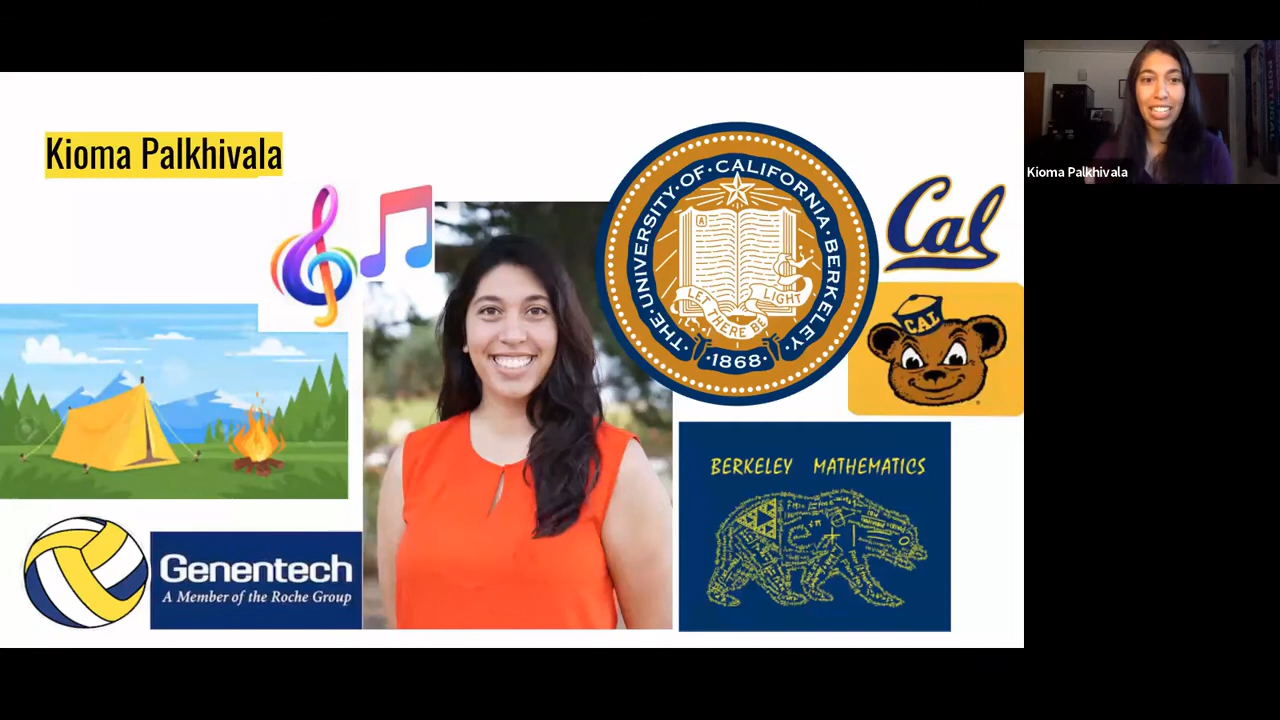 Kioma Palkhivala
Kioma Palkhivala
THE·UNIVERSITY·OF·CALIFORNIA·BERKELEY
A
LET THERE BE LIGHT
·1868·
Cal
CAL
BERKELEY MATHEMATICS
Genentech
A Member of the Roche Group